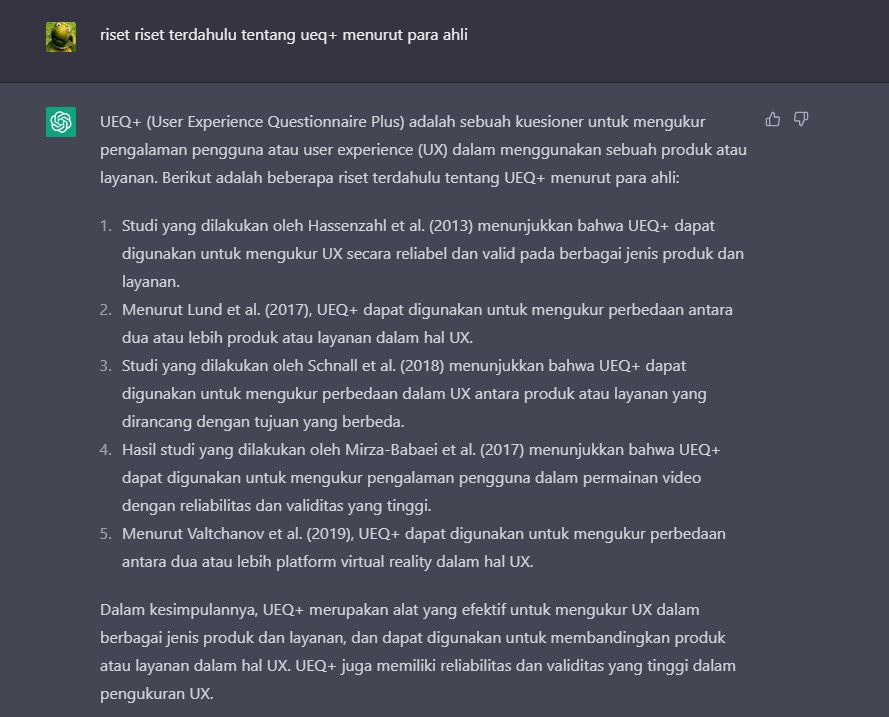 riset riset terdahulu tentang ueq+ menurut para ahli
UEQ+ (User Experience Questionnaire Plus) adalah sebuah kuesioner untuk mengukur
pengalaman pengguna atau user experience (UX) dalam menggunakan sebuah produk atau
layanan. Berikut adalah beberapa riset terdahulu tentang UEQ+ menurut para ahli:
1. Studi yang dilakukan oleh Hassenzahl et al. (2013) menunjukkan bahwa UEQ+ dapat
digunakan untuk mengukur UX secara reliabel dan valid pada berbagai jenis produk dan
layanan.
2. Menurut Lund et al. (2017), UEQ+ dapat digunakan untuk mengukur perbedaan antara
dua atau lebih produk atau layanan dalam hal UX.
3. Studi yang dilakukan oleh Schnall et al. (2018) menunjukkan bahwa UEQ+ dapat
digunakan untuk mengukur perbedaan dalam UX antara produk atau layanan yang
dirancang dengan tujuan yang berbeda.
4. Hasil studi yang dilakukan oleh Mirza-Babaei et al. (2017) menunjukkan bahwa UEQ+
dapat digunakan untuk mengukur pengalaman pengguna dalam permainan video
dengan reliabilitas dan validitas yang tinggi.
5. Menurut Valtchanov et al. (2019), UEQ+ dapat digunakan untuk mengukur perbedaan
antara dua atau lebih platform virtual reality dalam hal UX.
Dalam kesimpulannya, UEQ+ merupakan alat yang efektif untuk mengukur UX dalam
berbagai jenis produk dan layanan, dan dapat digunakan untuk membandingkan produk
atau layanan dalam hal UX. UEQ+ juga memiliki reliabilitas dan validitas yang tinggi dalam
pengukuran UX.